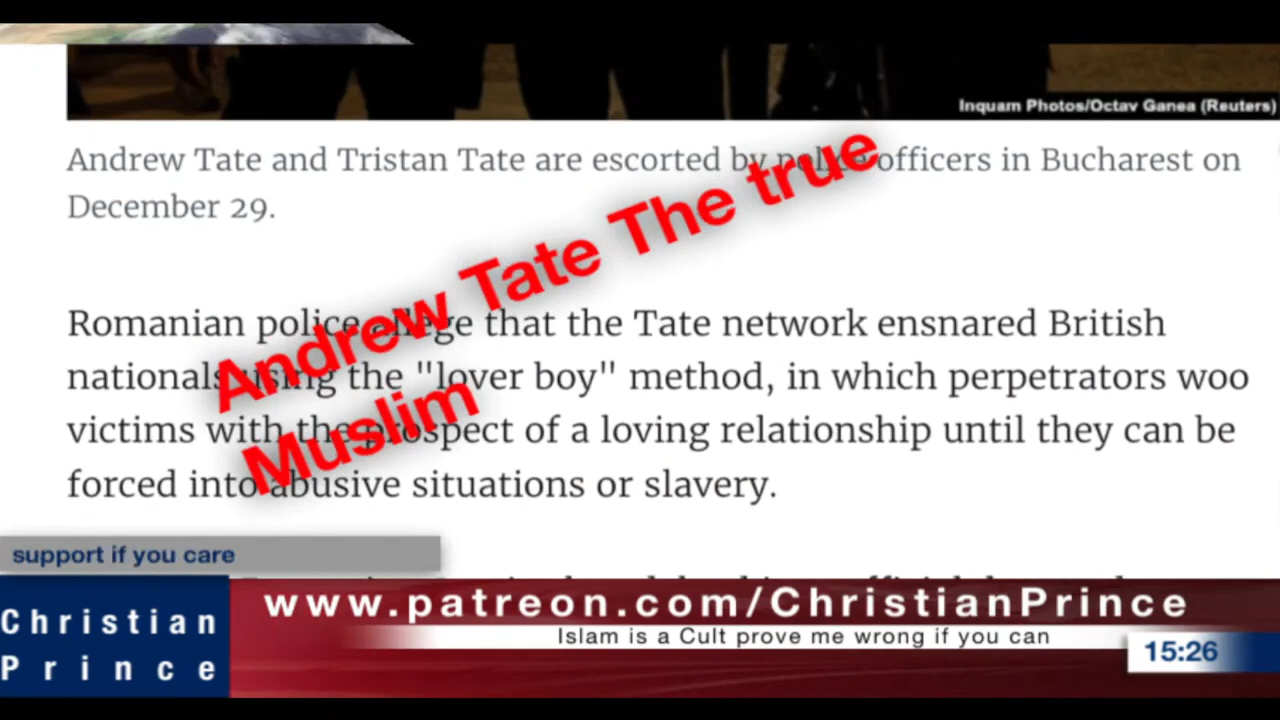 Inquam Photos/Octav Ganea (Reuters)
Andrew Tate and Tristan Tate are escorted by police officers in Bucharest on
December 29.
Andrew Tate The true
Muslim
Romanian police allege that the Tate network ensnared British
nationals using the "lover boy" method, in which perpetrators woo
victims with the prospect of a loving relationship until they can be
forced into abusive situations or slavery.
support if you care
Christian
Prince
www.patreon.com/ChristianPrince
Islam is a Cult prove me wrong if you can
15:26